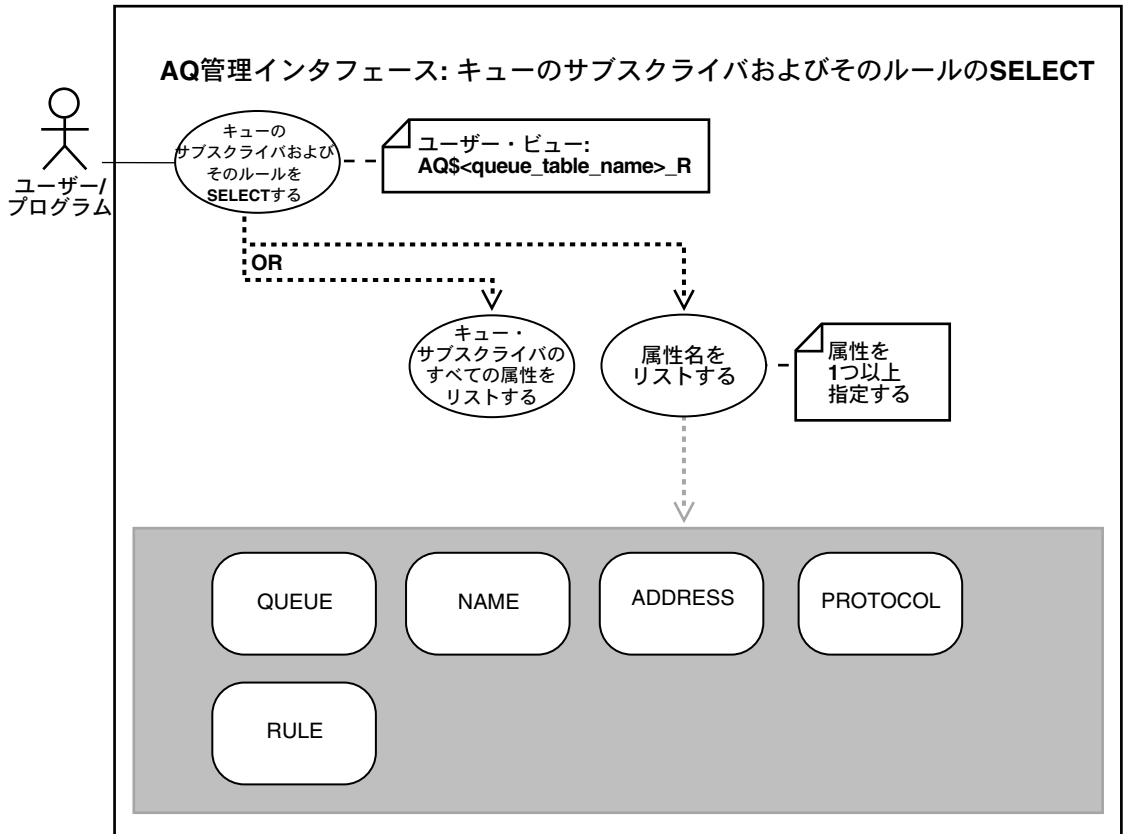 AQ管理インタフェース: キューのサブスクライバおよびそのルールのSELECT
ユーザー/
プログラム
キューの
サブスクライバおよび
そのルールを
SELECTする
ユーザー・ビュー:
AQ$<queue_table_name>_R
OR
キュー・
サブスクライバの
すべての属性を
リストする
属性名を
リストする
属性を
1つ以上
指定する
QUEUE
NAME
ADDRESS
PROTOCOL
RULE